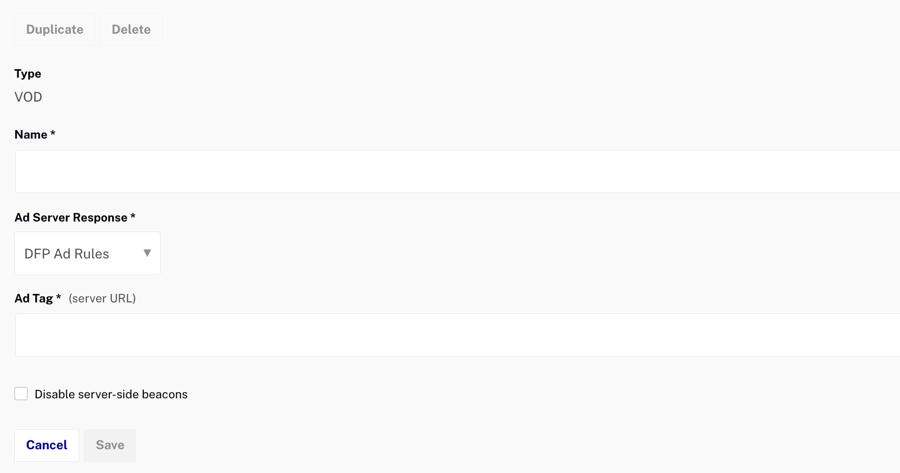 Duplicate Delete
Type
VOD
Name *
Ad Server Response *
DFP Ad Rules
Ad Tag * (server URL)
Disable server-side beacons
Cancel Save